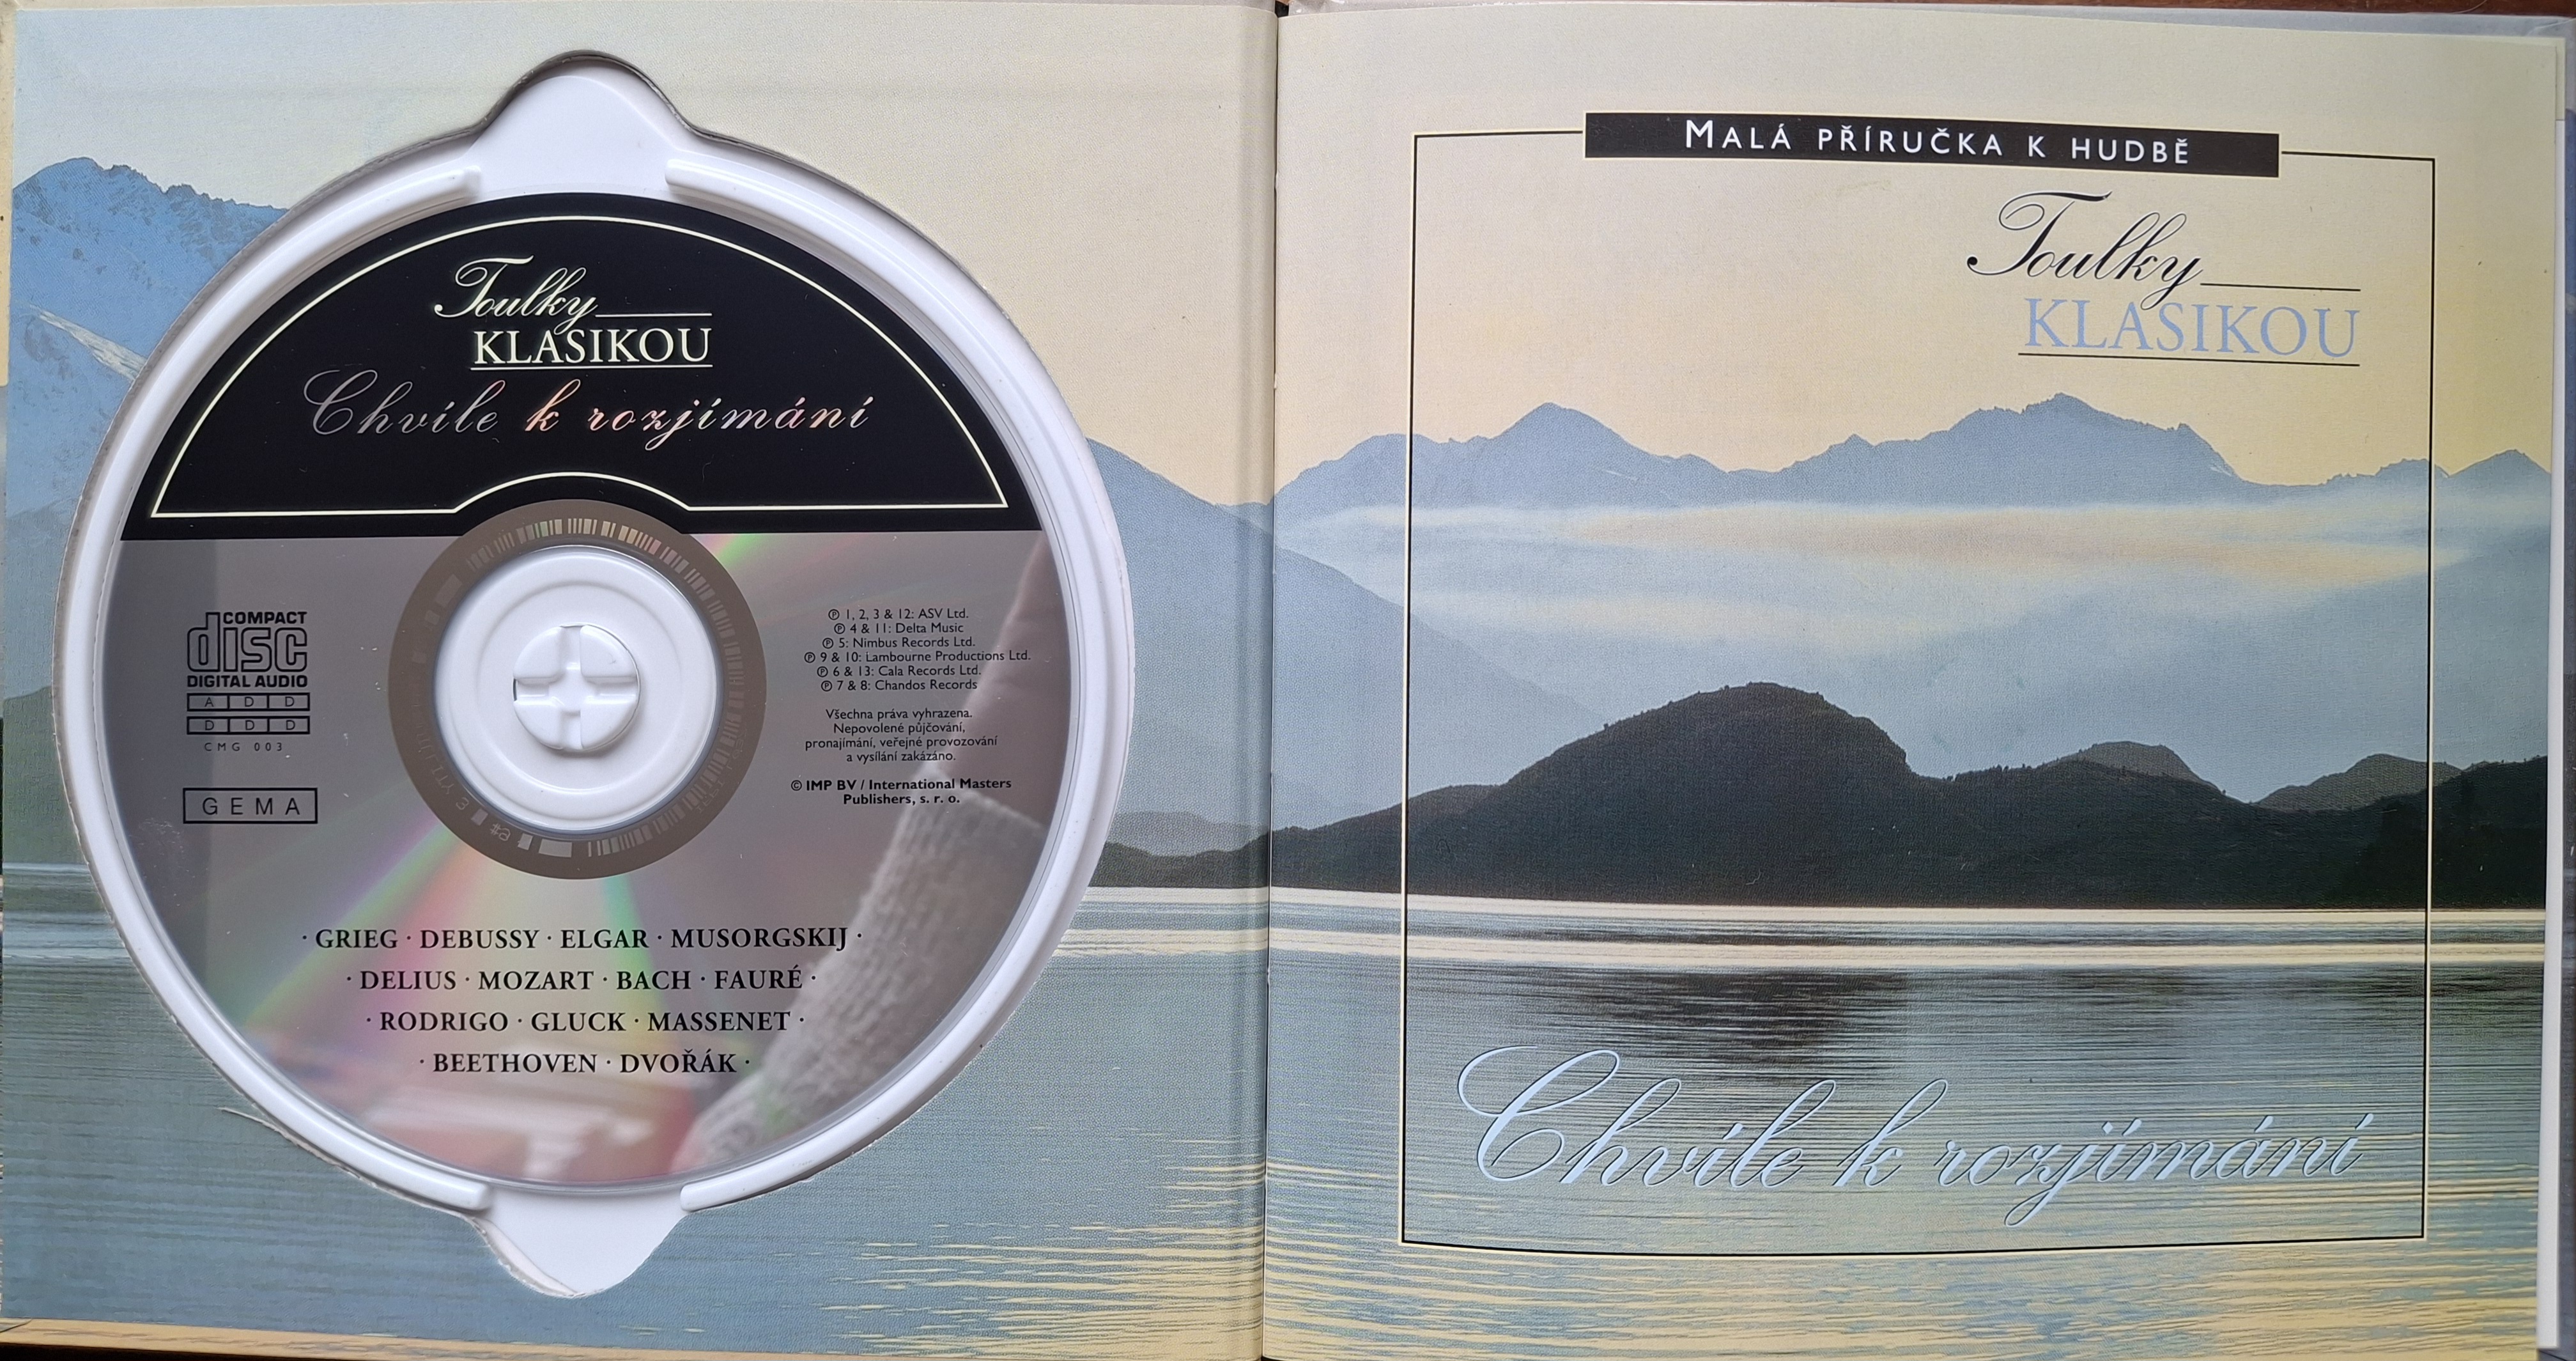 Toulky
KLASIKOU
Chvíle k rozjímání
COMPACT
disc
DIGITAL AUDIO
A D D
D D D
CMG 003
GEMA
℗ 1, 2, 3 & 12: ASV Ltd.
℗ 4 & 11: Delta Music
℗ 5: Nimbus Records Ltd.
℗ 9 & 10: Lambourne Productions Ltd.
℗ 6 & 13: Cala Records Ltd.
℗ 7 & 8: Chandos Records
Všechna práva vyhrazena.
Nepovolené půjčování,
pronajímání, veřejné provozování
a vysílání zakázáno.
© IMP BV / International Masters
Publishers, s. r. o.
· GRIEG · DEBUSSY · ELGAR · MUSORGSKIJ ·
· DELIUS · MOZART · BACH · FAURÉ ·
· RODRIGO · GLUCK · MASSENET ·
· BEETHOVEN · DVOŘÁK ·
MALÁ PŘÍRUČKA K HUDBĚ
Toulky
KLASIKOU
Chvíle k rozjímání